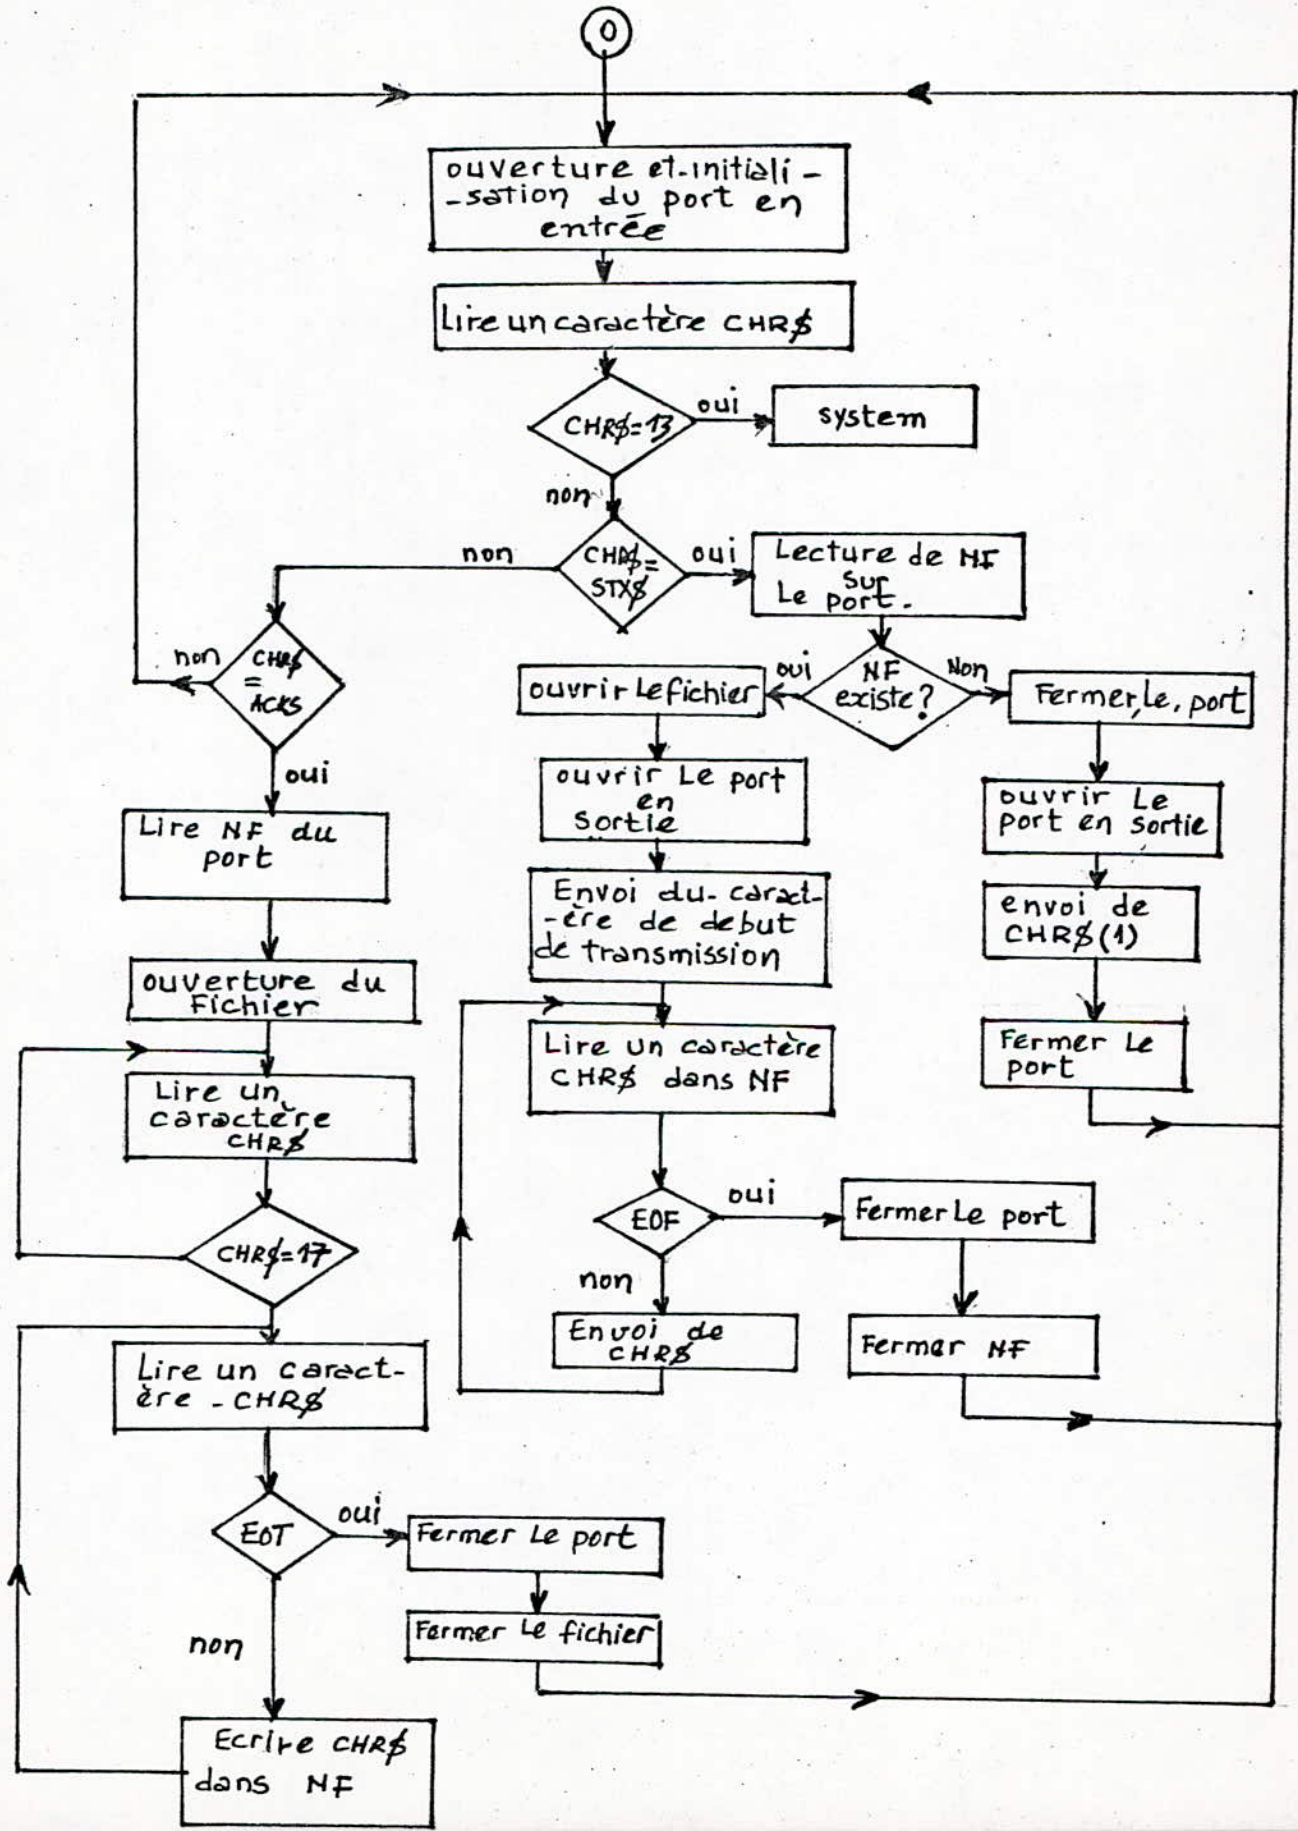 0
ouverture et-initiali-
-sation du port en
entrée
Lire un caractère CHR$
CHR$=13
oui
system
non
CHR$=
STX$
non
oui
Lecture de NF
sur
Le port.
CHR$
=
ACKS
non
oui
NF
existe?
oui
Non
ouvrir Le fichier
Fermer, Le, port
ouvrir Le port
en
Sortie
ouvrir Le
port en sortie
Lire NF du
port
Envoi du-caract-
-ère de debut
de transmission
envoi de
CHR$(1)
ouverture du
Fichier
Lire un caractère
CHR$ dans NF
Fermer Le
port
Lire un
caractère
CHR$
EOF
oui
Fermer Le port
CHR$=17
non
Envoi de
CHR$
Fermer NF
Lire un caract-
ère - CHR$
EOT
oui
Fermer Le port
Fermer Le fichier
non
Ecrire CHR$
dans NF